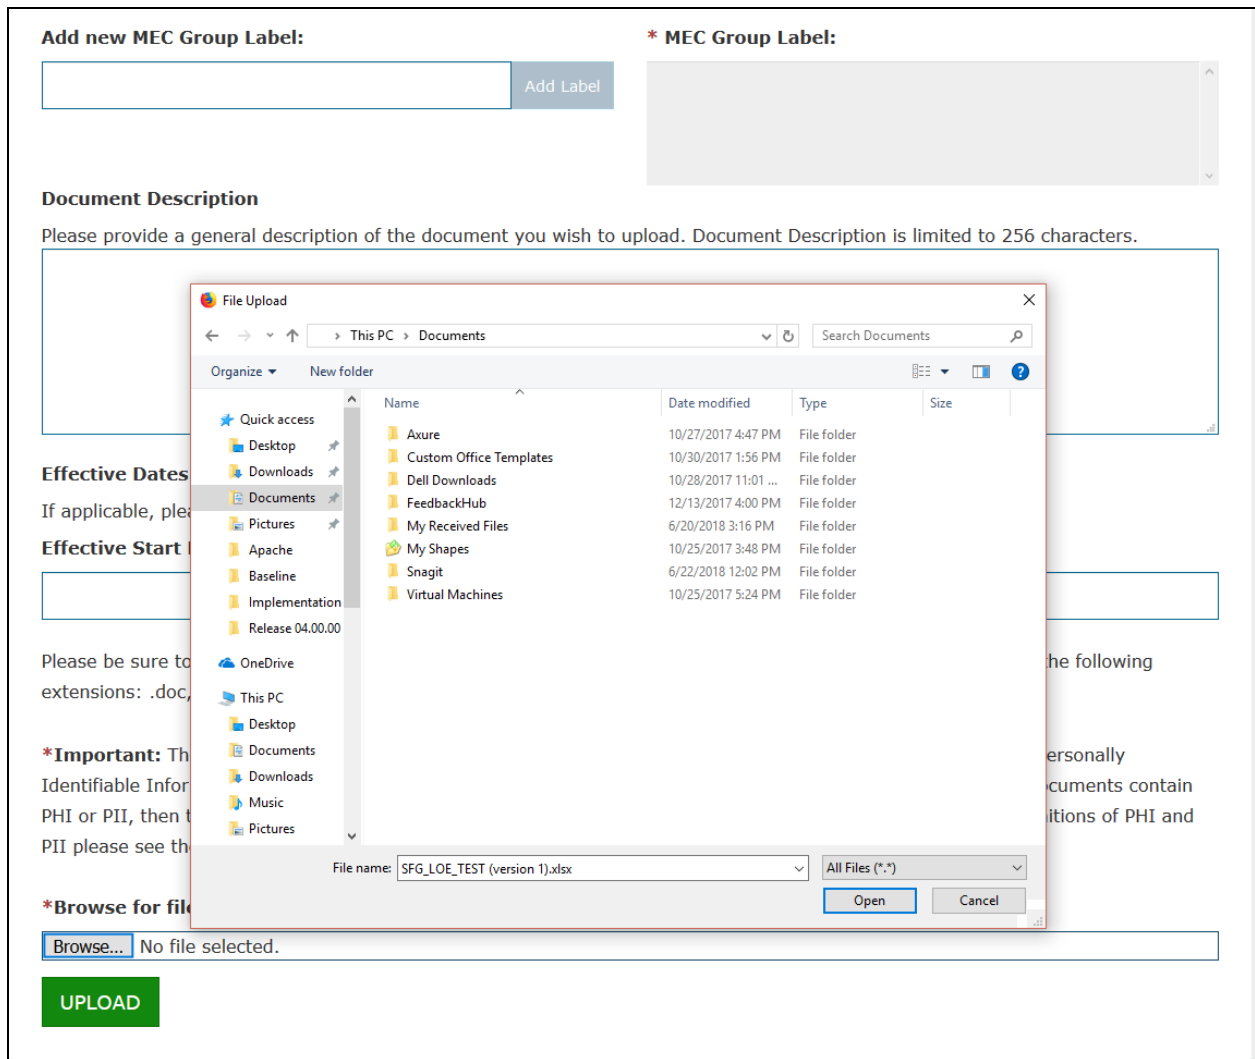 Add new MEC Group Label:
* MEC Group Label:
Add Label
Document Description
Please provide a general description of the document you wish to upload. Document Description is limited to 256 characters.
File Upload
> This PC > Documents
Search Documents
Organize
New folder
Name Date modified Type Size
Quick access
Desktop
Downloads
Documents
Pictures
Apache
Baseline
Implementation
Release 04.00.00
OneDrive
This PC
Desktop
Documents
Downloads
Music
Pictures
Axure 10/27/2017 4:47 PM File folder
Custom Office Templates 10/30/2017 1:56 PM File folder
Dell Downloads 10/28/2017 11:01 ... File folder
FeedbackHub 12/13/2017 4:00 PM File folder
My Received Files 6/20/2018 3:16 PM File folder
My Shapes 10/25/2017 3:48 PM File folder
Snagit 6/22/2018 12:02 PM File folder
Virtual Machines 10/25/2017 5:24 PM File folder
File name: SFG_LOE_TEST (version 1).xlsx
All Files (*.*)
Open
Cancel
Effective Dates
If applicable, plea
Effective Start
Please be sure to the following
extensions: .doc,
*Important: Th ersonally
Identifiable Infor cuments contain
PHI or PII, then t itions of PHI and
PII please see the
*Browse for file
Browse... No file selected.
UPLOAD